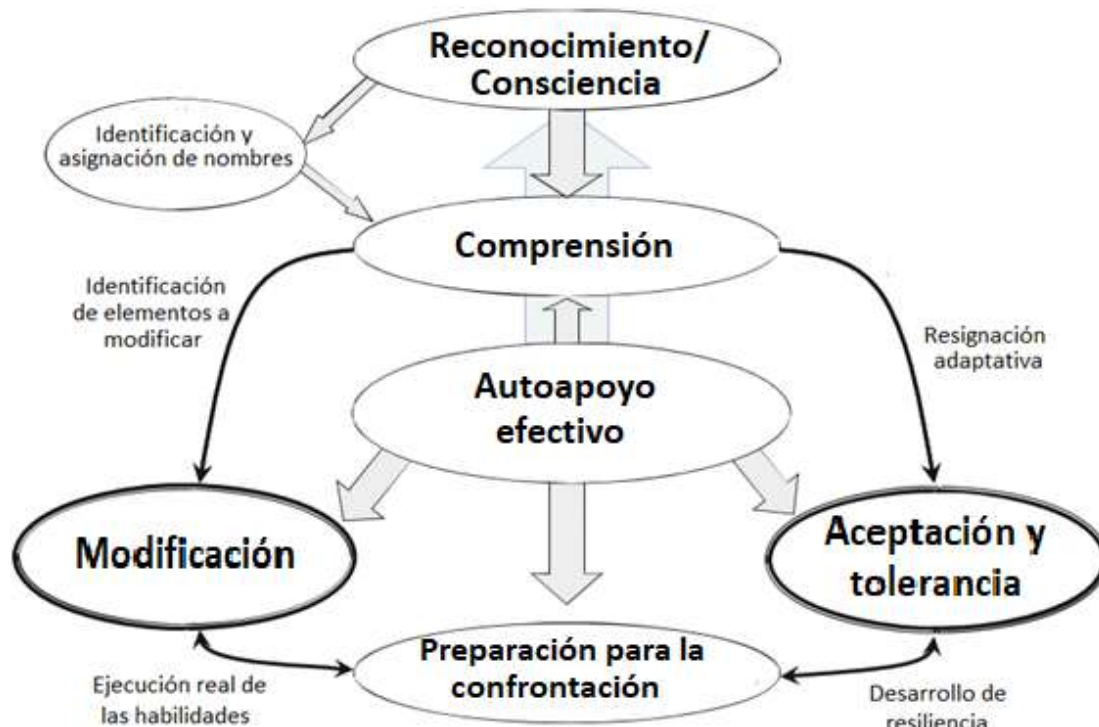 Reconocimiento/
Consciencia
Identificación y
asignación de nombres
Comprensión
Identificación
de elementos a
modificar
Resignación
adaptativa
Autoapoyo
efectivo
Modificación
Aceptación y
tolerancia
Preparación para la
confrontación
Ejecución real de
las habilidades
Desarrollo de
resiliencia